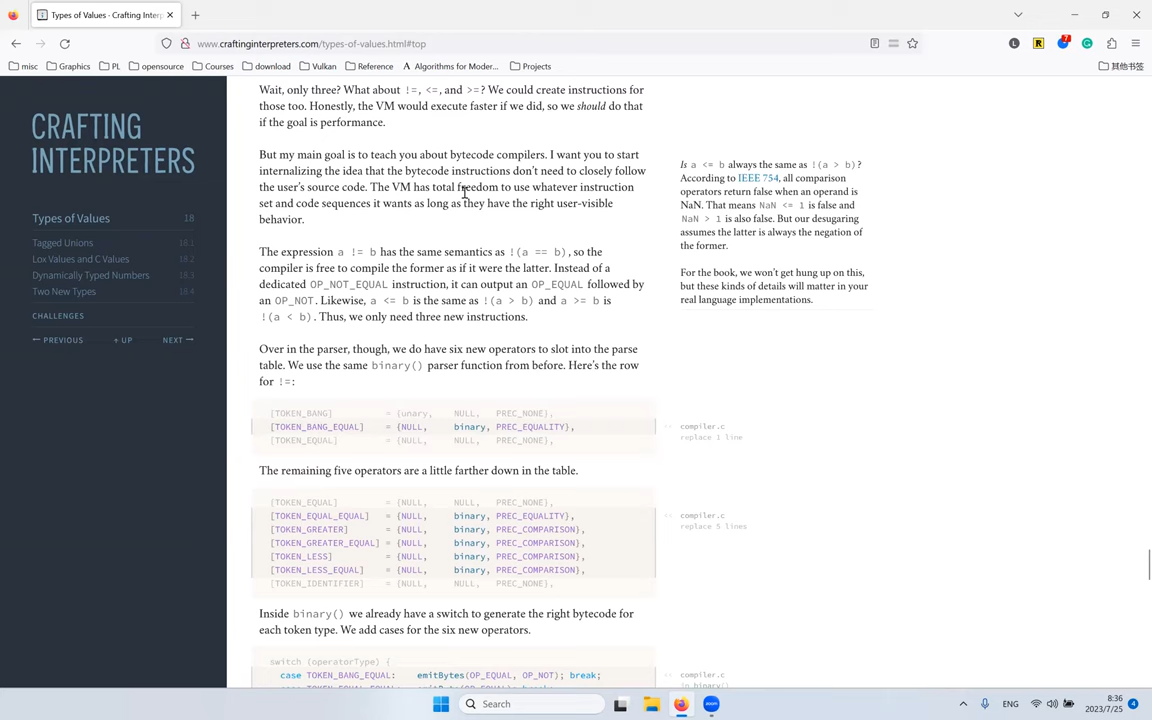 Types of Values - Crafting Interp
www.craftinginterpreters.com/types-of-values.html#top
L
R
7
misc
Graphics
PL
opensource
Courses
download
Vulkan
Reference
Algorithms for Moder...
Projects
其他书签
CRAFTING
INTERPRETERS
Types of Values 18
Tagged Unions 18.1
Lox Values and C Values 18.2
Dynamically Typed Numbers 18.3
Two New Types 18.4
CHALLENGES
← PREVIOUS ↑ UP NEXT →
Wait, only three? What about !=, <=, and >=? We could create instructions for
those too. Honestly, the VM would execute faster if we did, so we should do that
if the goal is performance.
But my main goal is to teach you about bytecode compilers. I want you to start
internalizing the idea that the bytecode instructions don’t need to closely follow
the user’s source code. The VM has total freedom to use whatever instruction
set and code sequences it wants as long as they have the right user-visible
behavior.
The expression a != b has the same semantics as !(a == b), so the
compiler is free to compile the former as if it were the latter. Instead of a
dedicated OP_NOT_EQUAL instruction, it can output an OP_EQUAL followed by
an OP_NOT. Likewise, a <= b is the same as !(a > b) and a >= b is
!(a < b). Thus, we only need three new instructions.
Is a <= b always the same as !(a > b)?
According to IEEE 754, all comparison
operators return false when an operand is
NaN. That means NaN <= 1 is false and
NaN > 1 is also false. But our desugaring
assumes the latter is always the negation of
the former.
For the book, we won’t get hung up on this,
but these kinds of details will matter in your
real language implementations.
Over in the parser, though, we do have six new operators to slot into the parse
table. We use the same binary() parser function from before. Here’s the row
for !=:
[TOKEN_BANG] = {unary, NULL, PREC_NONE},
[TOKEN_BANG_EQUAL] = {NULL, binary, PREC_EQUALITY},
[TOKEN_EQUAL] = {NULL, NULL, PREC_NONE},
compiler.c
replace 1 line
The remaining five operators are a little farther down in the table.
[TOKEN_EQUAL] = {NULL, NULL, PREC_NONE},
[TOKEN_EQUAL_EQUAL] = {NULL, binary, PREC_EQUALITY},
[TOKEN_GREATER] = {NULL, binary, PREC_COMPARISON},
[TOKEN_GREATER_EQUAL] = {NULL, binary, PREC_COMPARISON},
[TOKEN_LESS] = {NULL, binary, PREC_COMPARISON},
[TOKEN_LESS_EQUAL] = {NULL, binary, PREC_COMPARISON},
[TOKEN_IDENTIFIER] = {NULL, NULL, PREC_NONE},
compiler.c
replace 5 lines
Inside binary() we already have a switch to generate the right bytecode for
each token type. We add cases for the six new operators.
switch (operatorType) {
case TOKEN_BANG_EQUAL: emitBytes(OP_EQUAL, OP_NOT); break;
compiler.c
Search
ENG
8:36
2023/7/25
4